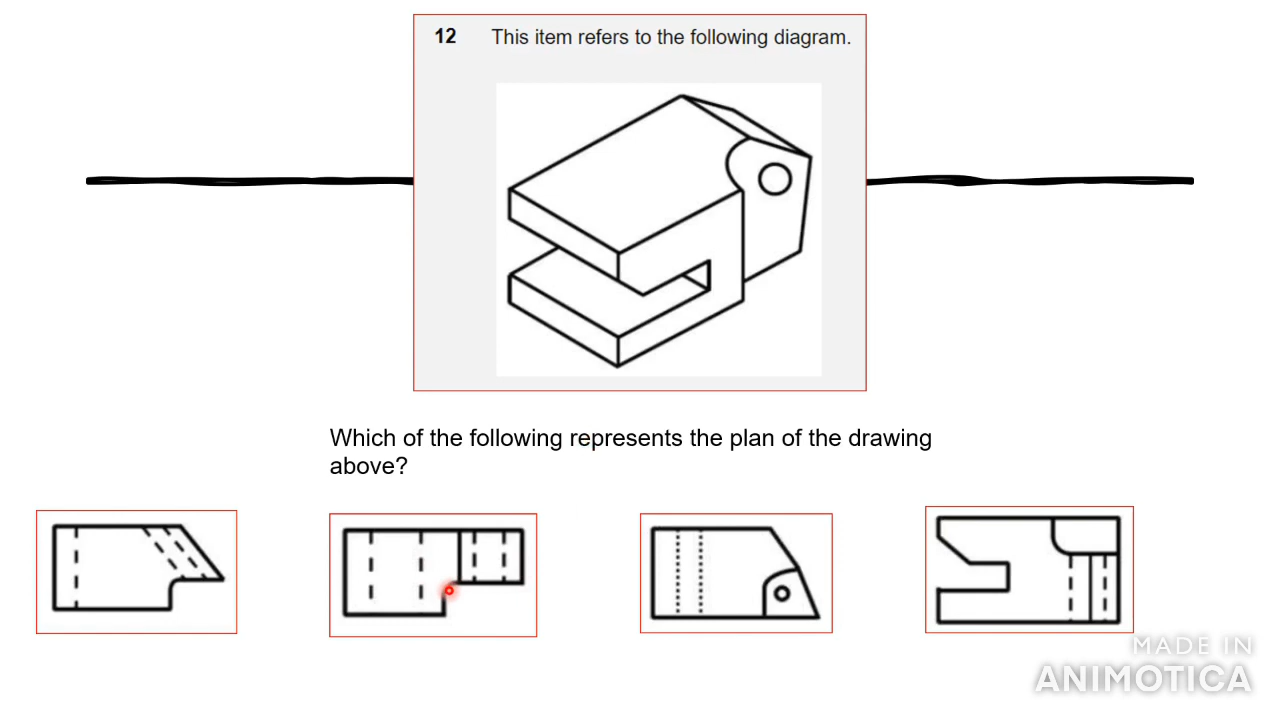 12 This item refers to the following diagram.
Which of the following represents the plan of the drawing
above?
MADE IN
ANIMOTICA